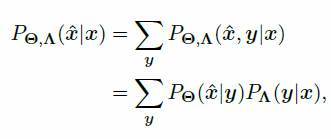 P_{Θ,Λ}(x̂|x) = ∑_y P_{Θ,Λ}(x̂, y|x)
= ∑_y P_Θ(x̂|y)P_Λ(y|x),